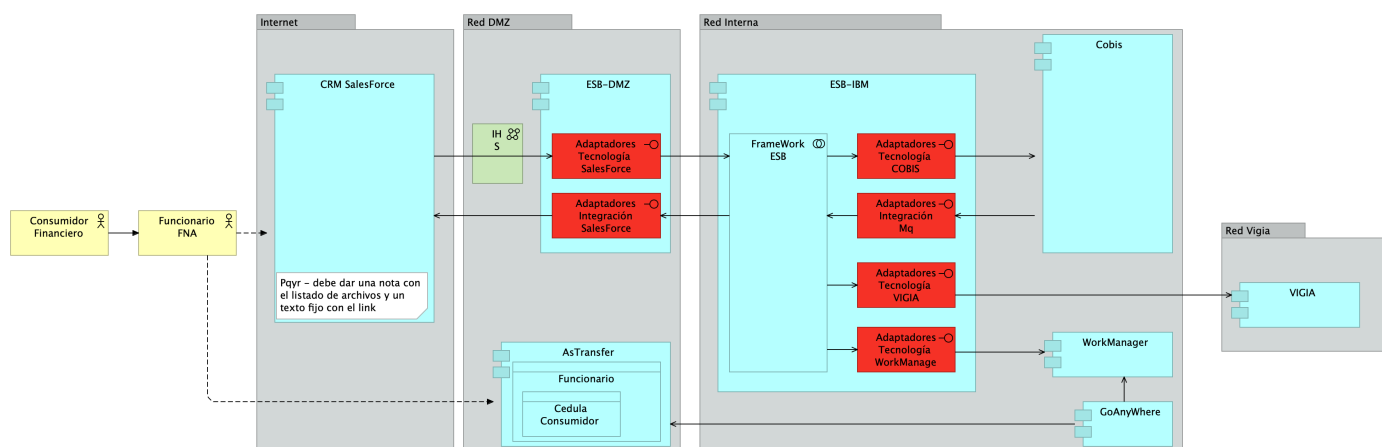 Internet
Red DMZ
Red Interna
Cobis
CRM SalesForce
ESB-DMZ
ESB-IBM
IH
S
Adaptadores
Tecnología
SalesForce
FrameWork
ESB
Adaptadores
Tecnología
COBIS
Consumidor
Financiero
Funcionario
FNA
Adaptadores
Integración
SalesForce
Adaptadores
Integración
Mq
Red Vigia
Pqyr - debe dar una nota con
el listado de archivos y un
texto fijo con el link
Adaptadores
Tecnología
VIGIA
VIGIA
AsTransfer
Funcionario
Cedula
Consumidor
Adaptadores
Tecnología
WorkManage
WorkManager
GoAnyWhere